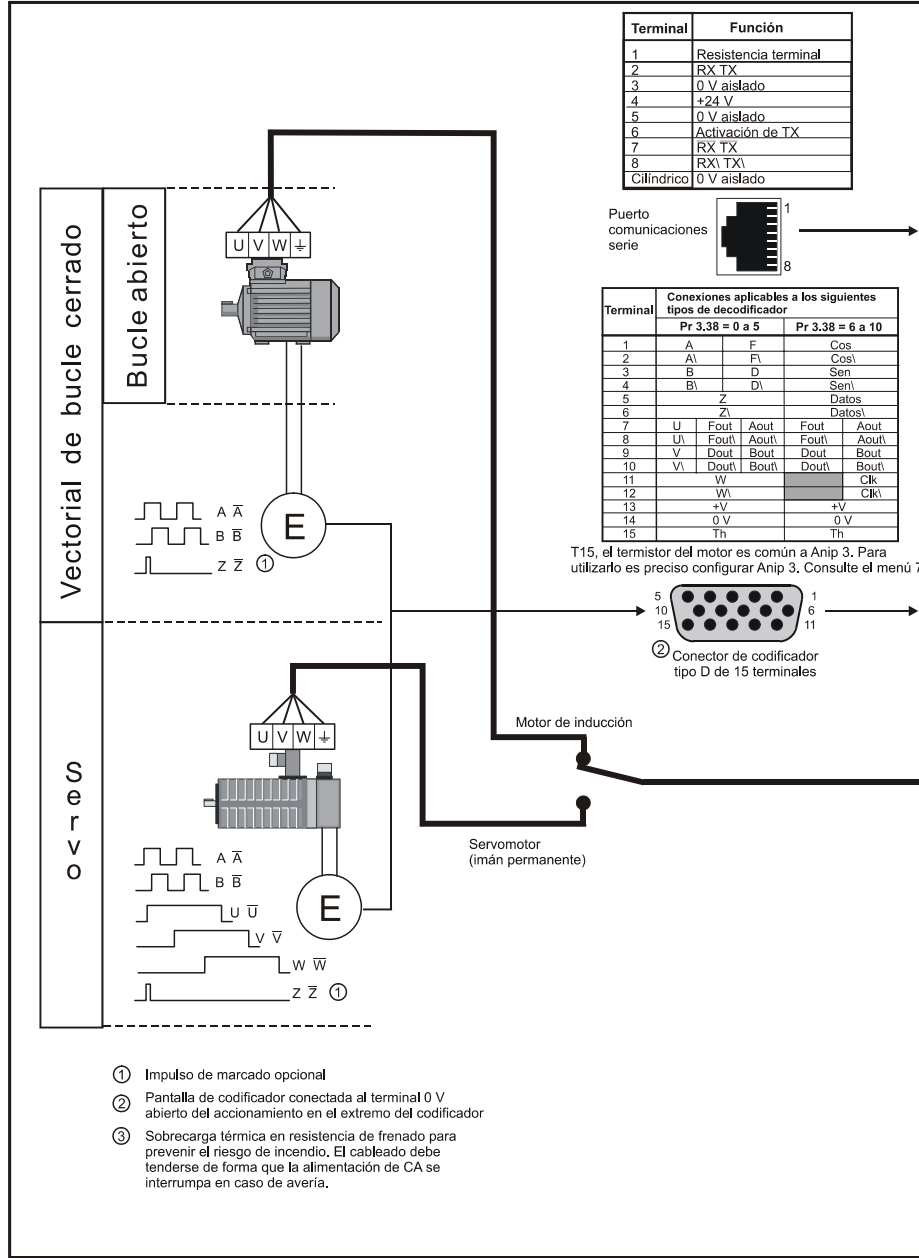 Terminal Función
1 Resistencia terminal
2 RX TX
3 0 V aislado
4 +24 V
5 0 V aislado
6 Activación de TX
7 R̅X̅ T̅X̅
8 RX\ TX\
Cilíndrico 0 V aislado
Puerto
comunicaciones
serie
1
8
Vectorial de bucle cerrado
Bucle abierto
U V W
Terminal
Conexiones aplicables a los siguientes
tipos de decodificador
Pr 3.38 = 0 a 5 Pr 3.38 = 6 a 10
1 A F Cos
2 A\ F\ Cos\
3 B D Sen
4 B\ D\ Sen\
5 Z Datos
6 Z\ Datos\
7 U Fout Aout Fout Aout
8 U\ Fout\ Aout\ Fout\ Aout\
9 V Dout Bout Dout Bout
10 V\ Dout\ Bout\ Dout\ Bout\
11 W Clk
12 W\ Clk\
13 +V +V
14 0 V 0 V
15 Th Th
T15, el termistor del motor es común a Anip 3. Para
utilizarlo es preciso configurar Anip 3. Consulte el menú 7
A A̅
B B̅
Z Z̅ ①
E
5 1
10 6
15 11
② Conector de codificador
tipo D de 15 terminales
Motor de inducción
Servo
U V W
Servomotor
(imán permanente)
A A̅
B B̅
U U̅
V V̅
W W̅
Z Z̅ ①
E
① Impulso de marcado opcional
② Pantalla de codificador conectada al terminal 0 V
abierto del accionamiento en el extremo del codificador
③ Sobrecarga térmica en resistencia de frenado para
prevenir el riesgo de incendio. El cableado debe
tenderse de forma que la alimentación de CA se
interrumpa en caso de avería.